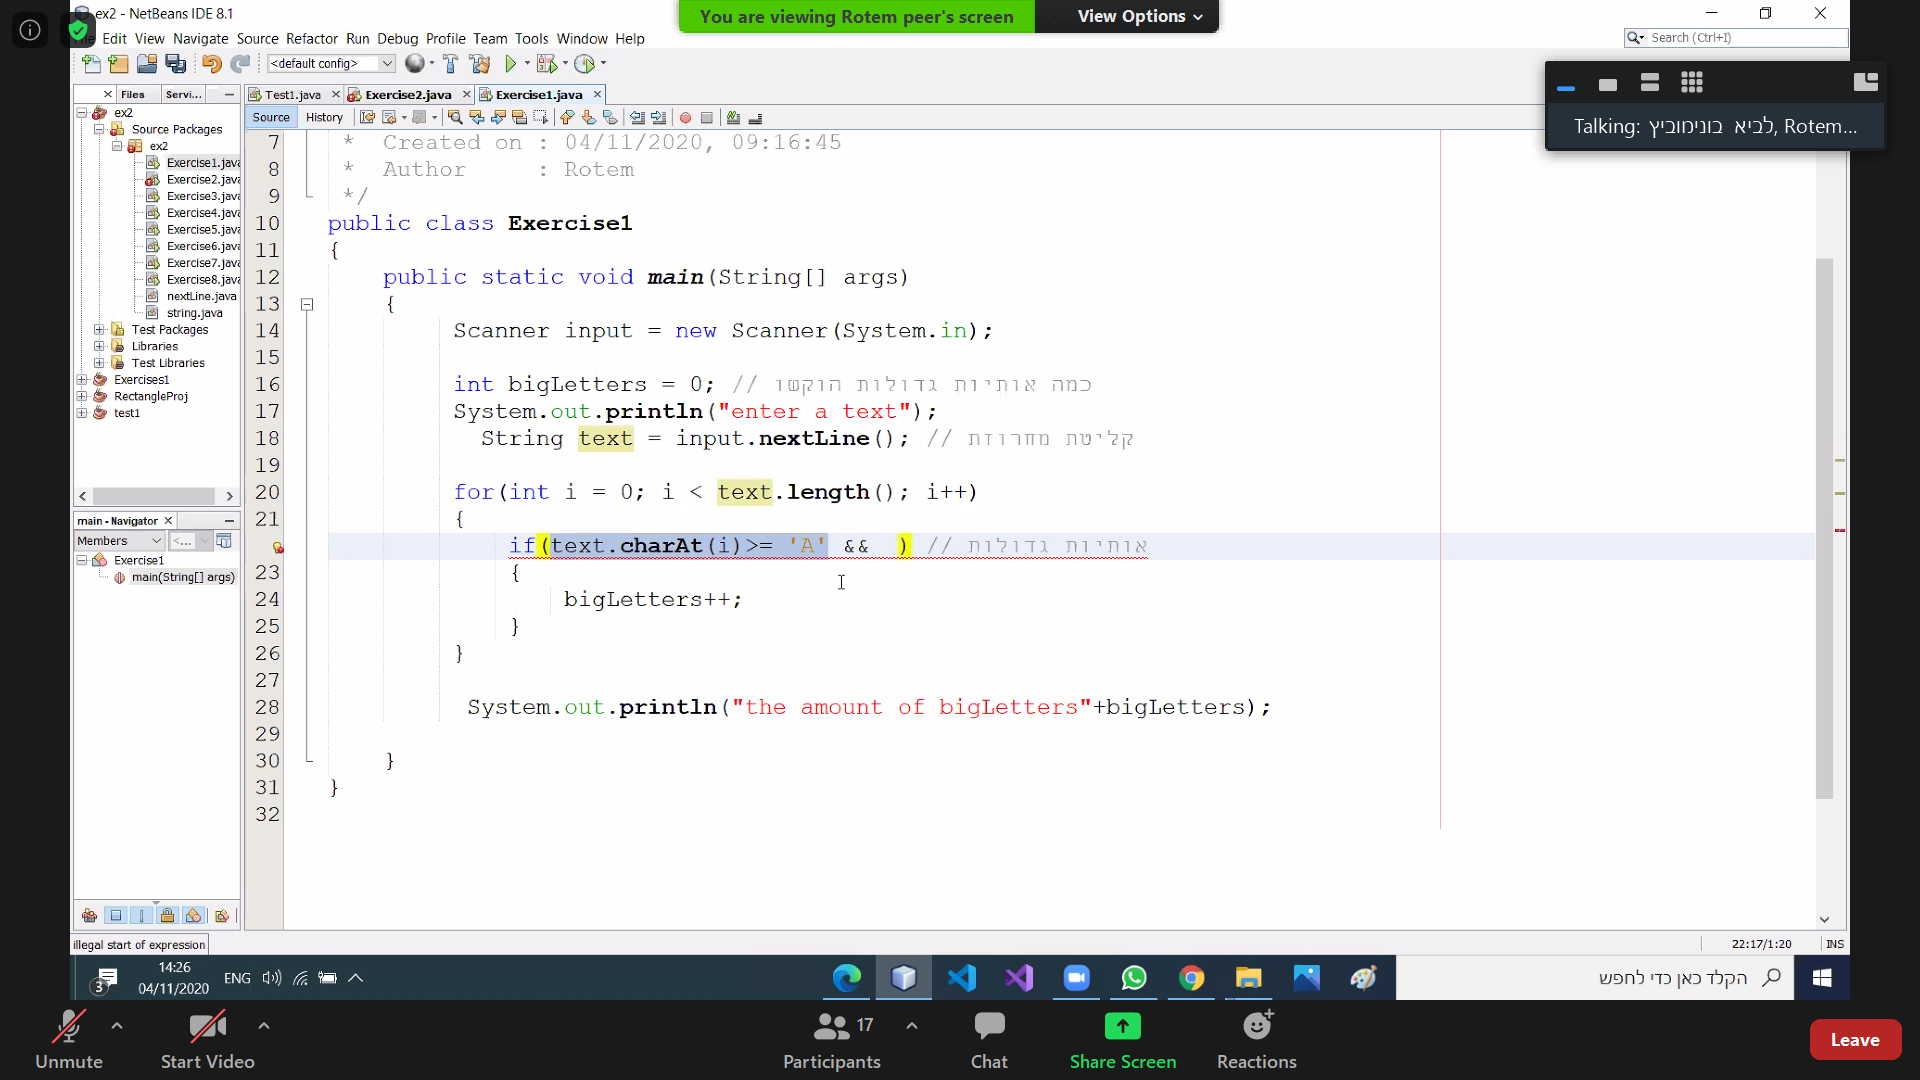 You are viewing Rotem peer's screen
View Options
ex2 - NetBeans IDE 8.1
Edit View Navigate Source Refactor Run Debug Profile Team Tools Window Help
Search (Ctrl+I)
<default config>
Files Servi...
Test1.java Exercise2.java Exercise1.java
Source History
Talking: לביא בונימוביץ, Rotem...
ex2
Source Packages
ex2
Exercise1.java
Exercise2.java
Exercise3.java
Exercise4.java
Exercise5.java
Exercise6.java
Exercise7.java
Exercise8.java
nextLine.java
string.java
Test Packages
Libraries
Test Libraries
Exercises1
RectangleProj
test1
main - Navigator
Members <...
Exercise1
main(String[] args)
7 * Created on : 04/11/2020, 09:16:45
8 * Author : Rotem
9 */
10 public class Exercise1
11 {
12 public static void main(String[] args)
13 {
14 Scanner input = new Scanner(System.in);
15
16 int bigLetters = 0; // כמה אותיות גדולות הוקשו
17 System.out.println("enter a text");
18 String text = input.nextLine(); // קליטת מחרוזת
19
20 for(int i = 0; i < text.length(); i++)
21 {
if(text.charAt(i)>= 'A' && ) // אותיות גדולות
23 {
24 bigLetters++;
25 }
26 }
27
28 System.out.println("the amount of bigLetters"+bigLetters);
29
30 }
31 }
32
illegal start of expression
22:17/1:20 INS
3
14:26
04/11/2020
ENG
הקלד כאן כדי לחפש
Unmute
Start Video
17
Participants
Chat
Share Screen
Reactions
Leave